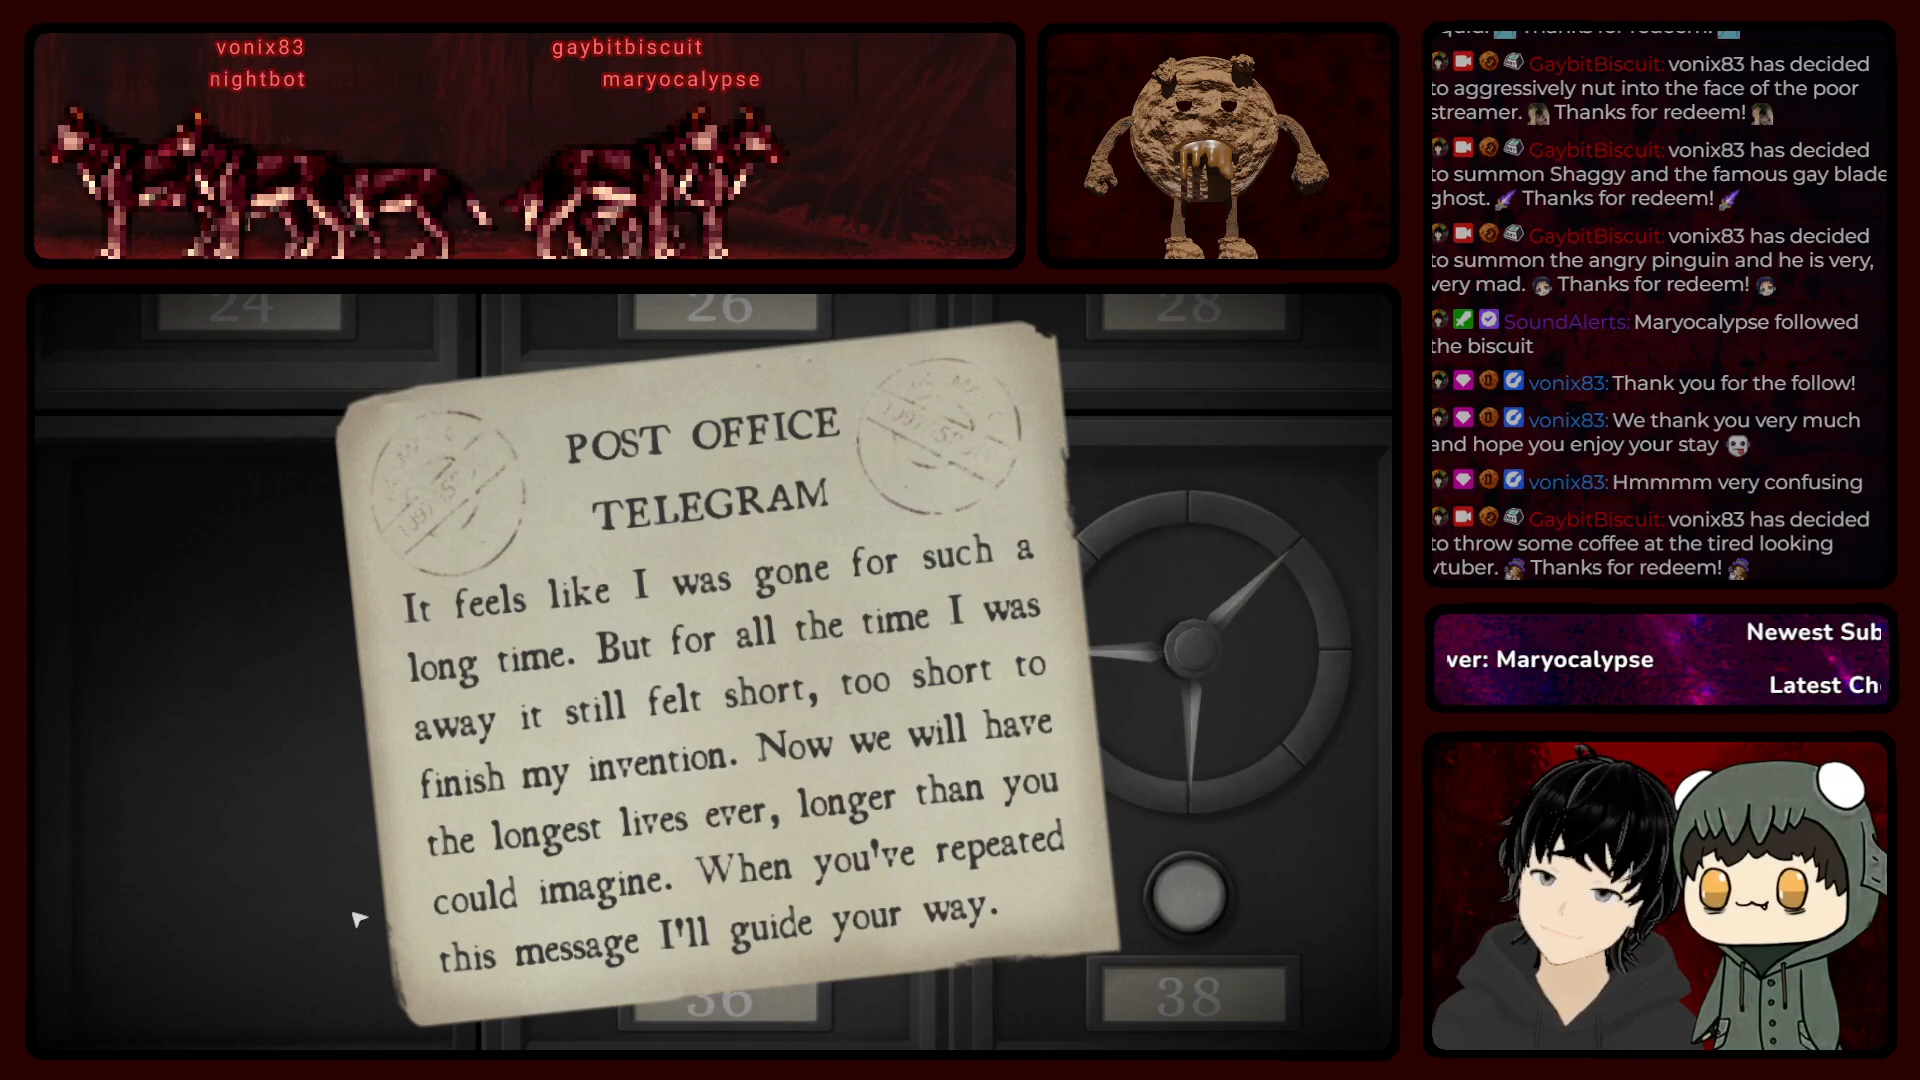 vonix83
gaybitbiscuit
nightbot
maryocalypse
24
26
28
POST OFFICE
TELEGRAM
It feels like I was gone for such a
long time. But for all the time I was
away it still felt short, too short to
finish my invention. Now we will have
the longest lives ever, longer than you
could imagine. When you've repeated
this message I'll guide your way.
36
38
GaybitBiscuit: vonix83 has decided
to aggressively nut into the face of the poor
streamer. Thanks for redeem!
GaybitBiscuit: vonix83 has decided
to summon Shaggy and the famous gay blade
ghost. Thanks for redeem!
GaybitBiscuit: vonix83 has decided
to summon the angry pinguin and he is very,
very mad. Thanks for redeem!
SoundAlerts: Maryocalypse followed
the biscuit
vonix83: Thank you for the follow!
vonix83: We thank you very much
and hope you enjoy your stay
vonix83: Hmmmm very confusing
GaybitBiscuit: vonix83 has decided
to throw some coffee at the tired looking
vtuber. Thanks for redeem!
Newest Sub
ver: Maryocalypse
Latest Ch